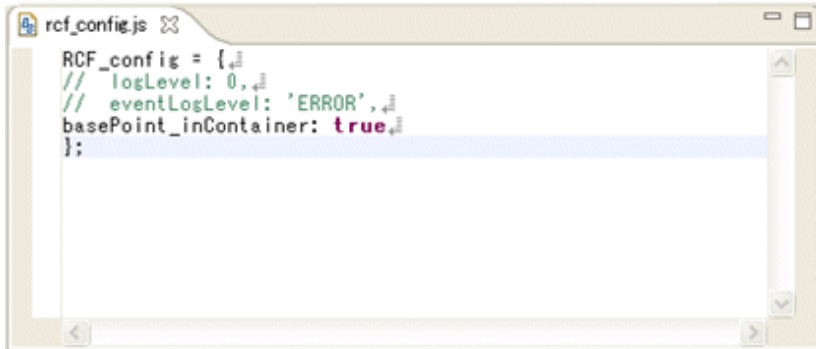 rcf_config.js
RCF_config = {
//  logLevel: 0,
//  eventLogLevel: 'ERROR',
basePoint_inContainer: true
};